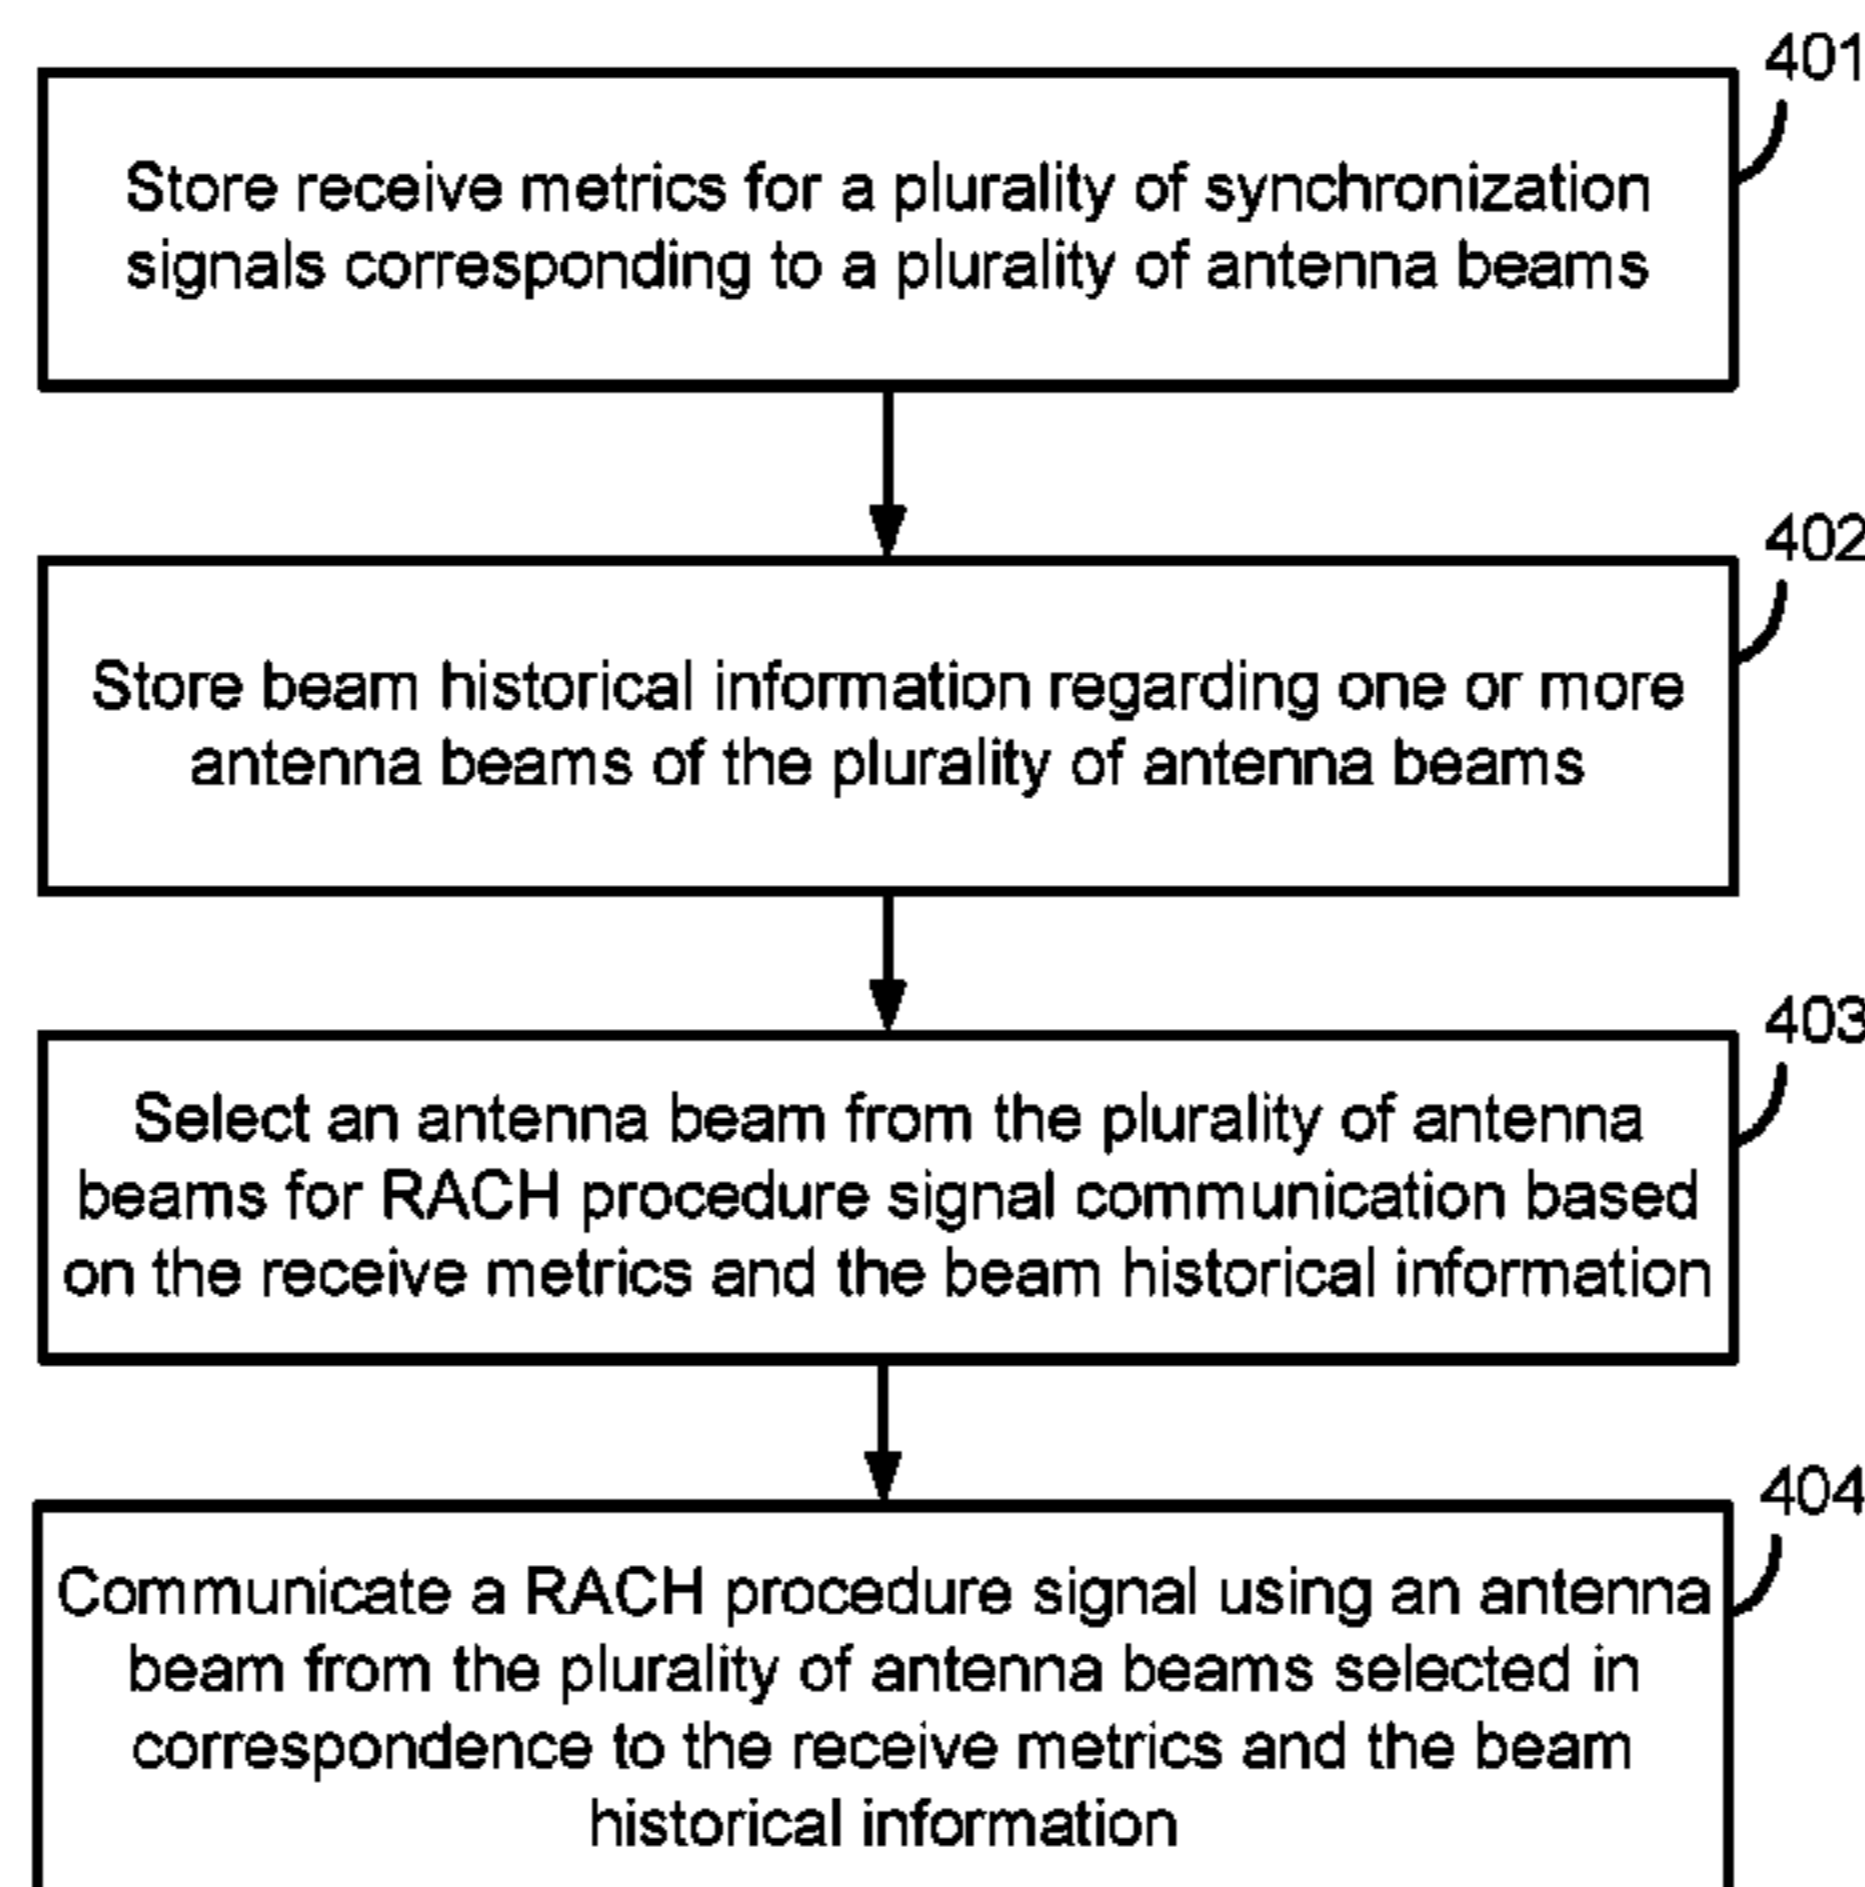 401
Store receive metrics for a plurality of synchronization
signals corresponding to a plurality of antenna beams
402
Store beam historical information regarding one or more
antenna beams of the plurality of antenna beams
403
Select an antenna beam from the plurality of antenna
beams for RACH procedure signal communication based
on the receive metrics and the beam historical information
404
Communicate a RACH procedure signal using an antenna
beam from the plurality of antenna beams selected in
correspondence to the receive metrics and the beam
historical information